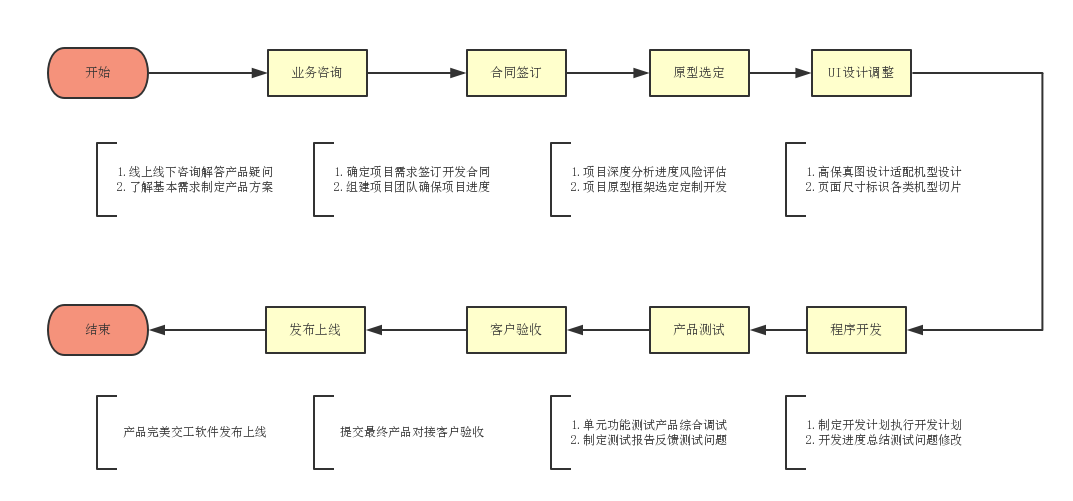 开始
业务咨询
合同签订
原型选定
UI设计调整
1.线上线下咨询解答产品疑问
2.了解基本需求制定产品方案
1.确定项目需求签订开发合同
2.组建项目团队确保项目进度
1.项目深度分析进度风险评估
2.项目原型框架选定定制开发
1.高保真图设计适配机型设计
2.页面尺寸标识各类机型切片
结束
发布上线
客户验收
产品测试
程序开发
产品完美交工软件发布上线
提交最终产品对接客户验收
1.单元功能测试产品综合调试
2.制定测试报告反馈测试问题
1.制定开发计划执行开发计划
2.开发进度总结测试问题修改